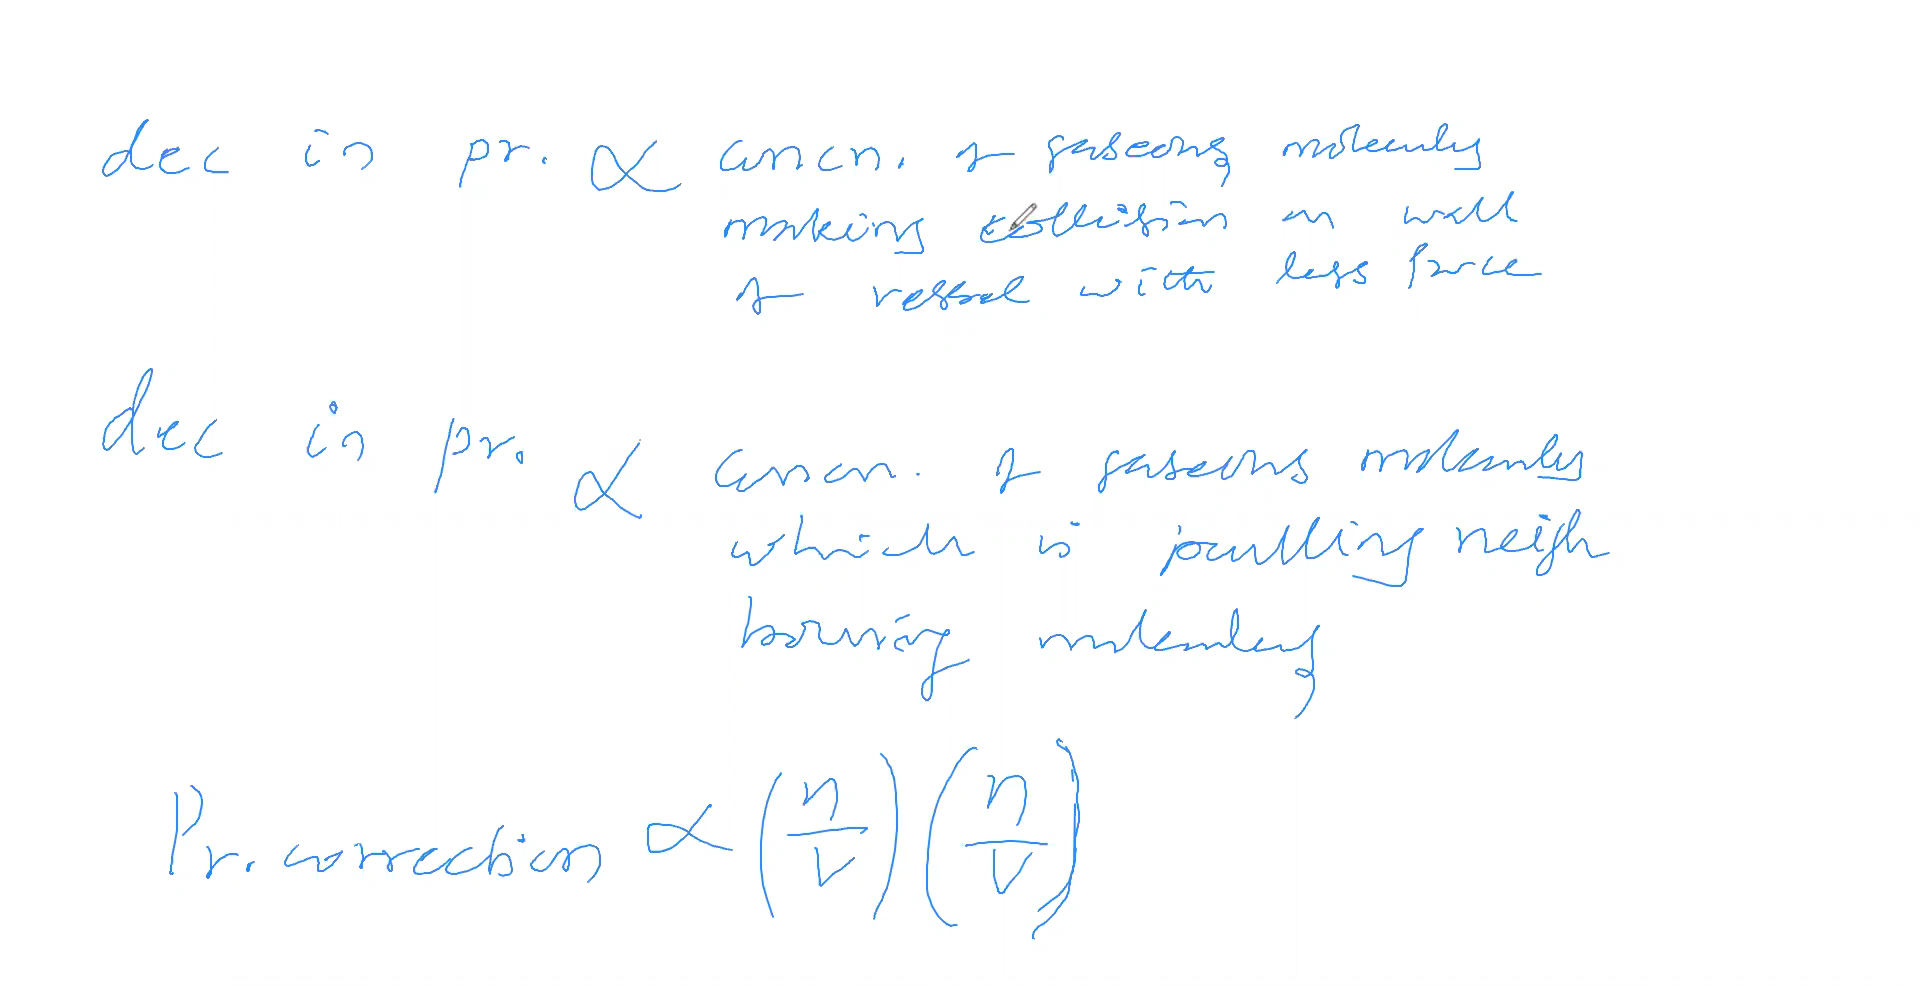 dec in pr. ∝ concn. of gaseous molecules
making collision on wall
of vessel with less force
dec in pr. ∝ concn. of gaseous molecules
which is pulling neigh
bouring molecules
Pr. correction ∝ (n/V) (n/V)